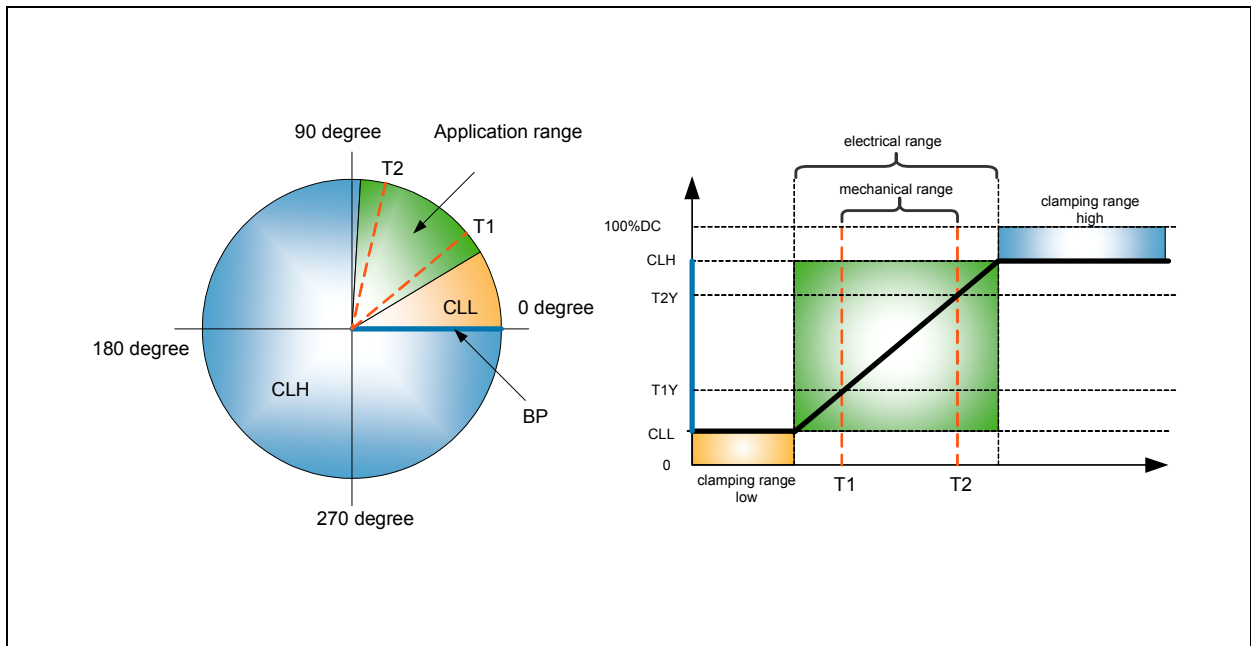 90 degree
Application range
T2
T1
CLL
0 degree
180 degree
CLH
BP
270 degree
electrical range
mechanical range
clamping range
high
100%DC
CLH
T2Y
T1Y
CLL
0
clamping range
low
T1
T2